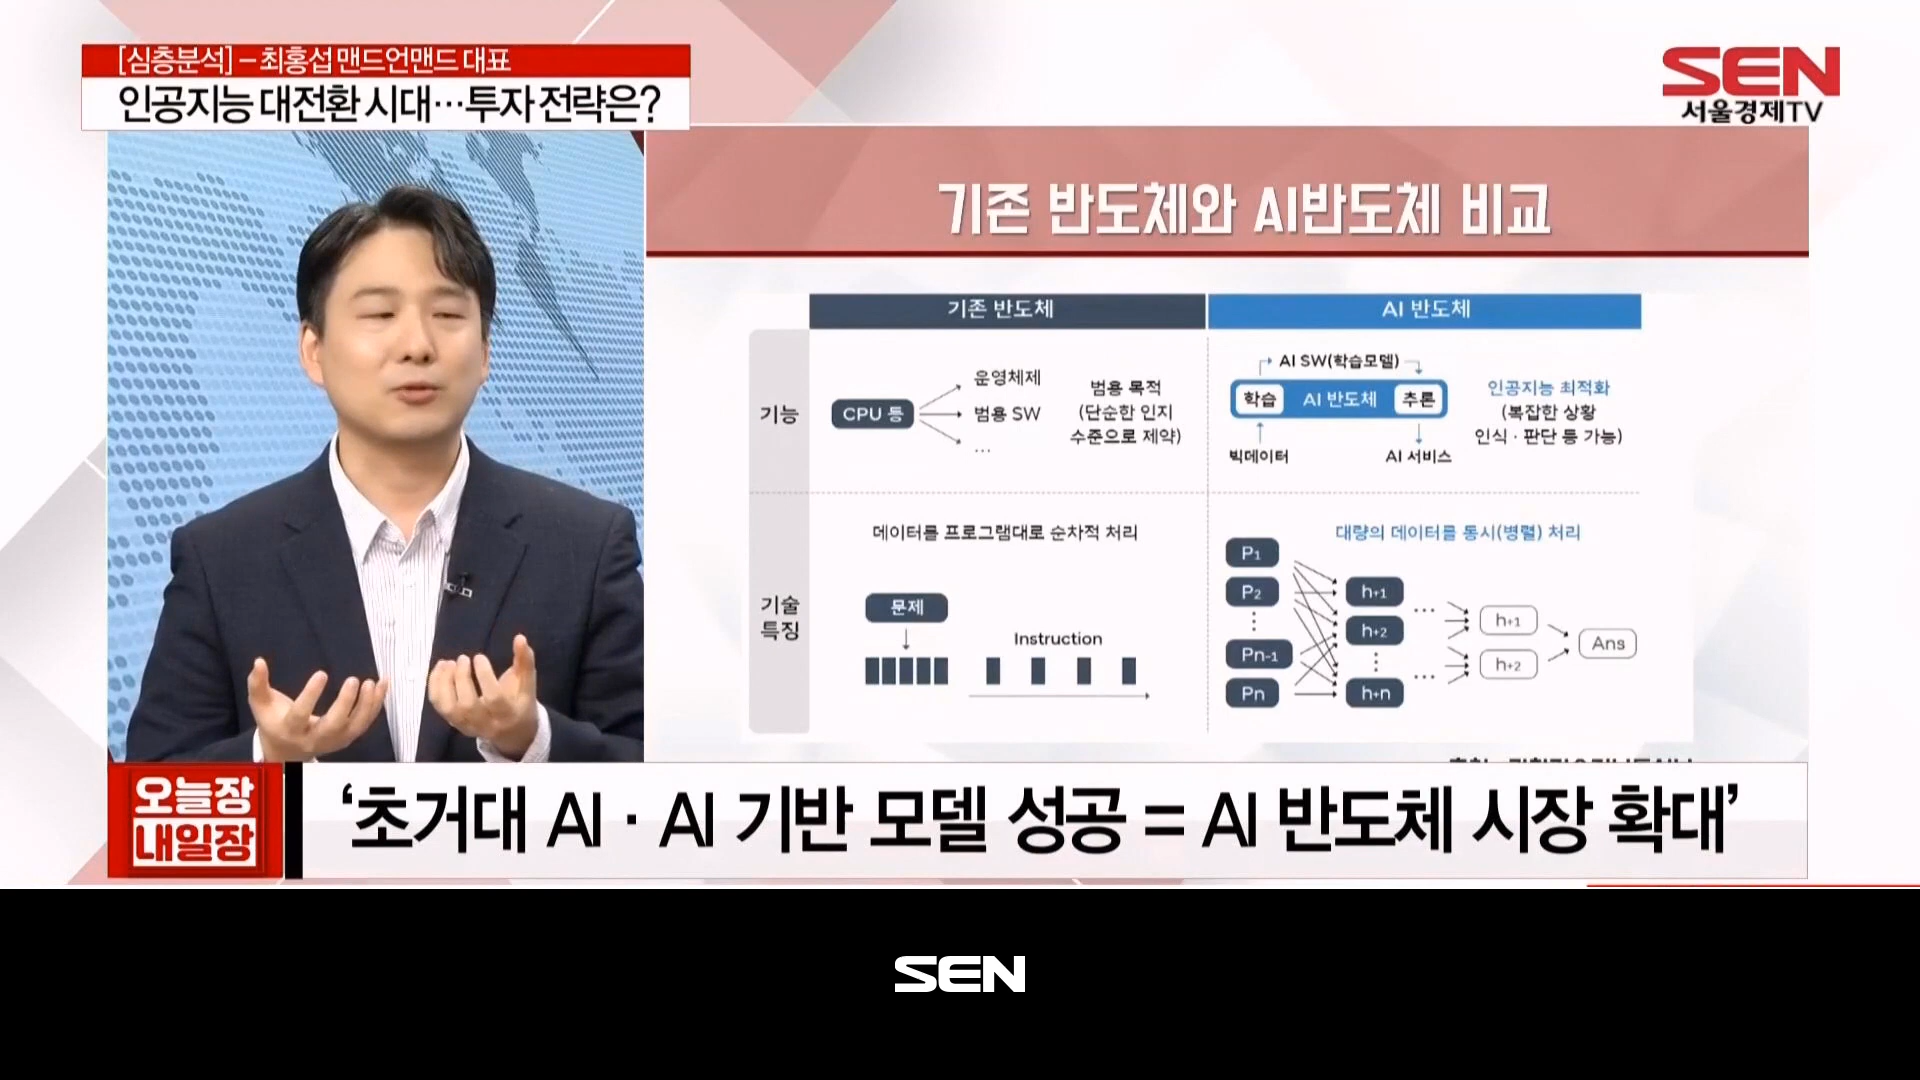 [심층분석] – 최홍섭 맨드언맨드 대표
인공지능 대전환 시대…투자 전략은?
SEN
서울경제TV
기존 반도체와 AI반도체 비교
기존 반도체
AI 반도체
기능
CPU 등
운영체제
범용 SW
...
범용 목적
(단순한 인지
수준으로 제약)
AI SW(학습모델)
학습
AI 반도체
추론
빅데이터
AI 서비스
인공지능 최적화
(복잡한 상황
인식 · 판단 등 가능)
기술
특징
데이터를 프로그램대로 순차적 처리
문제
Instruction
대량의 데이터를 동시(병렬) 처리
P1
P2
Pn-1
Pn
h+1
h+2
h+n
...
...
h+1
h+2
Ans
오늘장
내일장
‘초거대 AI · AI 기반 모델 성공 = AI 반도체 시장 확대’
SEN